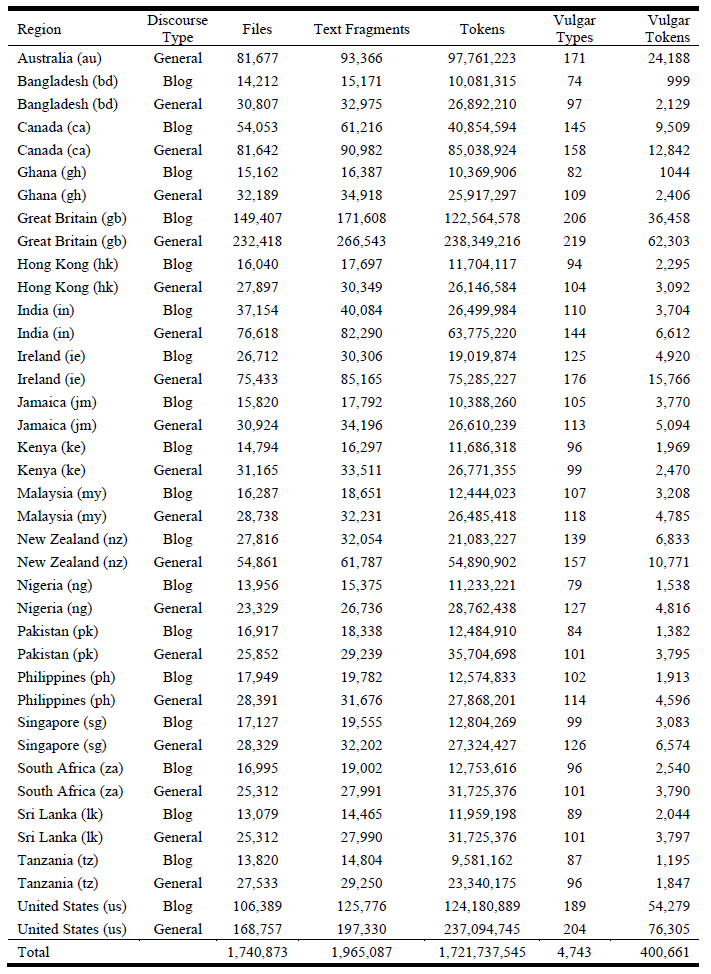 Region Discourse Type Files Text Fragments Tokens Vulgar Types Vulgar Tokens
Australia (au) General 81,677 93,366 97,761,223 171 24,188
Bangladesh (bd) Blog 14,212 15,171 10,081,315 74 999
Bangladesh (bd) General 30,807 32,975 26,892,210 97 2,129
Canada (ca) Blog 54,053 61,216 40,854,594 145 9,509
Canada (ca) General 81,642 90,982 85,038,924 158 12,842
Ghana (gh) Blog 15,162 16,387 10,369,906 82 1044
Ghana (gh) General 32,189 34,918 25,917,297 109 2,406
Great Britain (gb) Blog 149,407 171,608 122,564,578 206 36,458
Great Britain (gb) General 232,418 266,543 238,349,216 219 62,303
Hong Kong (hk) Blog 16,040 17,697 11,704,117 94 2,295
Hong Kong (hk) General 27,897 30,349 26,146,584 104 3,092
India (in) Blog 37,154 40,084 26,499,984 110 3,704
India (in) General 76,618 82,290 63,775,220 144 6,612
Ireland (ie) Blog 26,712 30,306 19,019,874 125 4,920
Ireland (ie) General 75,433 85,165 75,285,227 176 15,766
Jamaica (jm) Blog 15,820 17,792 10,388,260 105 3,770
Jamaica (jm) General 30,924 34,196 26,610,239 113 5,094
Kenya (ke) Blog 14,794 16,297 11,686,318 96 1,969
Kenya (ke) General 31,165 33,511 26,771,355 99 2,470
Malaysia (my) Blog 16,287 18,651 12,444,023 107 3,208
Malaysia (my) General 28,738 32,231 26,485,418 118 4,785
New Zealand (nz) Blog 27,816 32,054 21,083,227 139 6,833
New Zealand (nz) General 54,861 61,787 54,890,902 157 10,771
Nigeria (ng) Blog 13,956 15,375 11,233,221 79 1,538
Nigeria (ng) General 23,329 26,736 28,762,438 127 4,816
Pakistan (pk) Blog 16,917 18,338 12,484,910 84 1,382
Pakistan (pk) General 25,852 29,239 35,704,698 101 3,795
Philippines (ph) Blog 17,949 19,782 12,574,833 102 1,913
Philippines (ph) General 28,391 31,676 27,868,201 114 4,596
Singapore (sg) Blog 17,127 19,555 12,804,269 99 3,083
Singapore (sg) General 28,329 32,202 27,324,427 126 6,574
South Africa (za) Blog 16,995 19,002 12,753,616 96 2,540
South Africa (za) General 25,312 27,991 31,725,376 101 3,790
Sri Lanka (lk) Blog 13,079 14,465 11,959,198 89 2,044
Sri Lanka (lk) General 25,312 27,990 31,725,376 101 3,797
Tanzania (tz) Blog 13,820 14,804 9,581,162 87 1,195
Tanzania (tz) General 27,533 29,250 23,340,175 96 1,847
United States (us) Blog 106,389 125,776 124,180,889 189 54,279
United States (us) General 168,757 197,330 237,094,745 204 76,305
Total 1,740,873 1,965,087 1,721,737,545 4,743 400,661